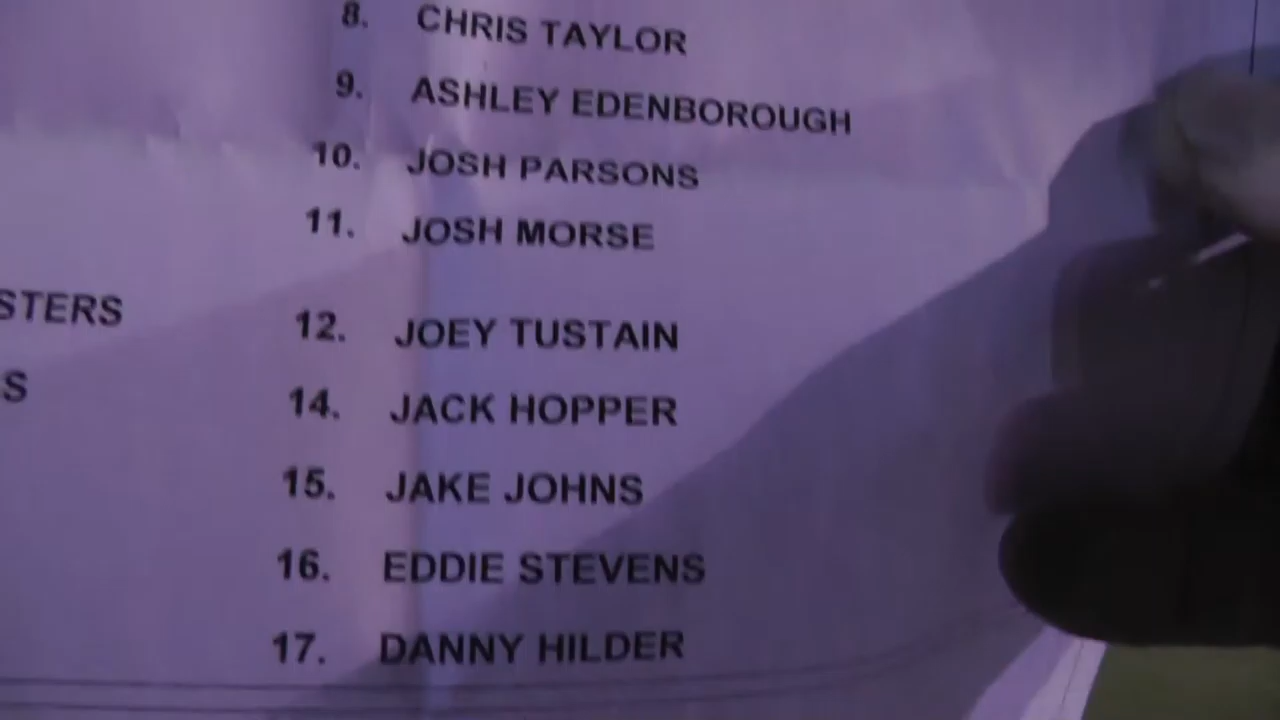 8. CHRIS TAYLOR
9. ASHLEY EDENBOROUGH
10. JOSH PARSONS
11. JOSH MORSE
STERS
12. JOEY TUSTAIN
S
14. JACK HOPPER
15. JAKE JOHNS
16. EDDIE STEVENS
17. DANNY HILDER